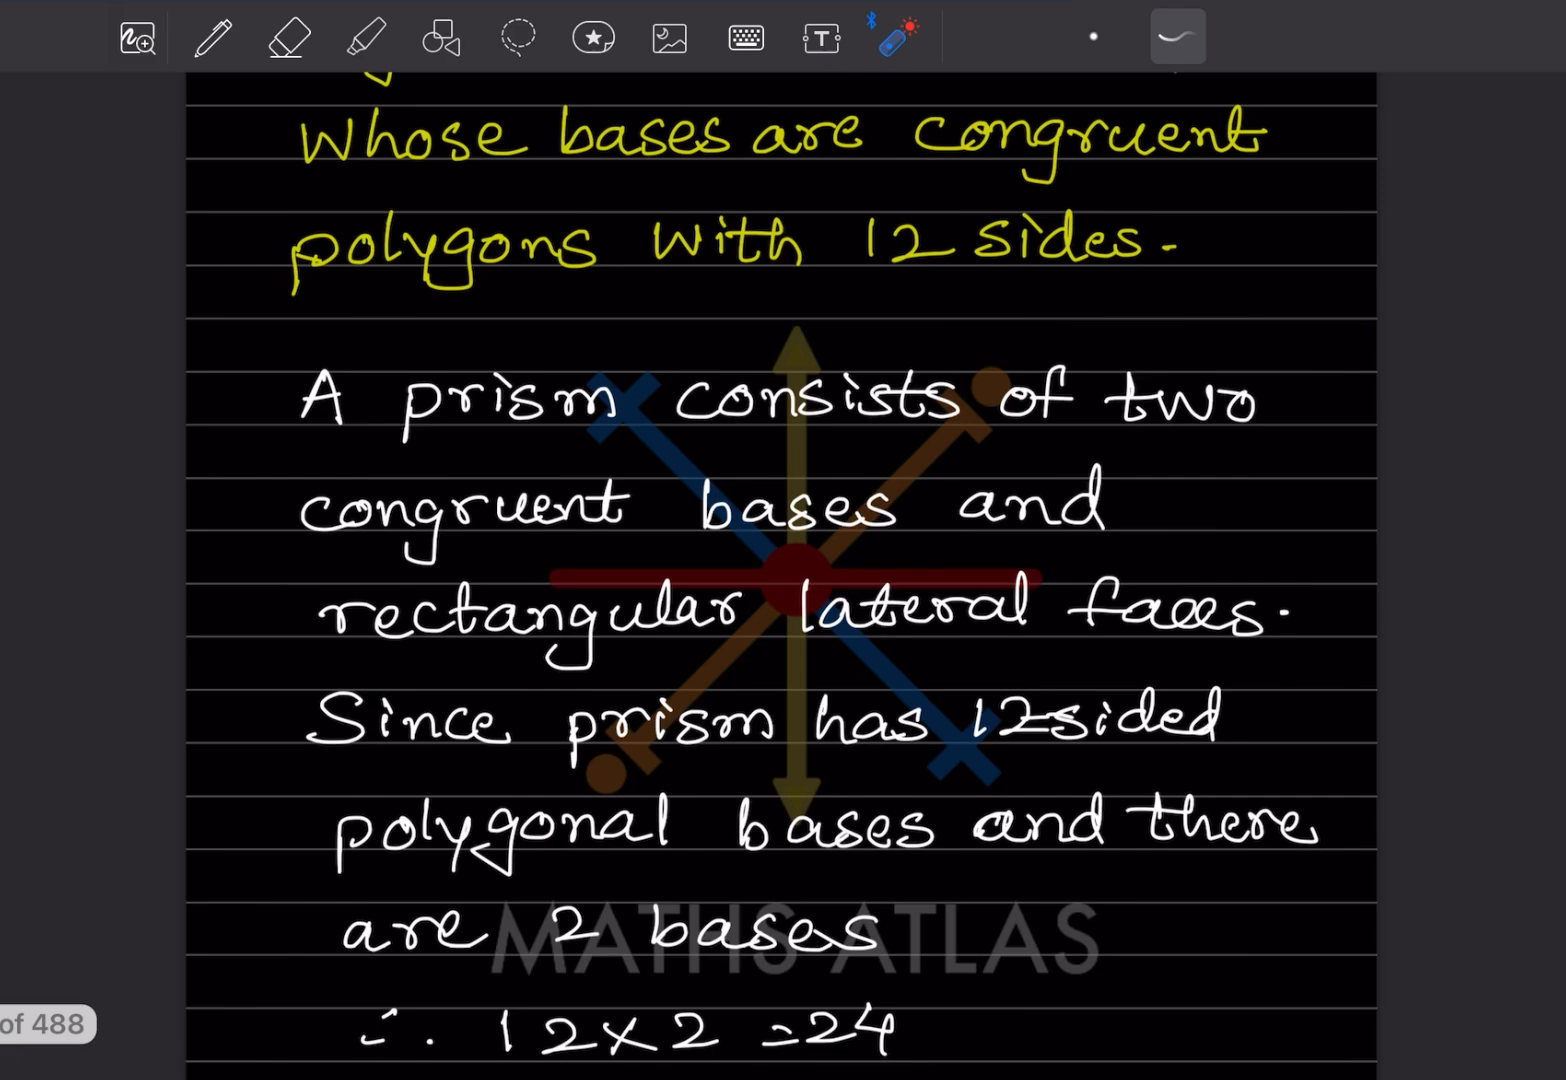 whose bases are congruent
polygons with 12 sides.
A prism consists of two
congruent bases and
rectangular lateral faces.
Since prism has 12 sided
polygonal bases and there
are 2 bases
MATHS ATLAS
∴ 12 × 2 = 24
of 488